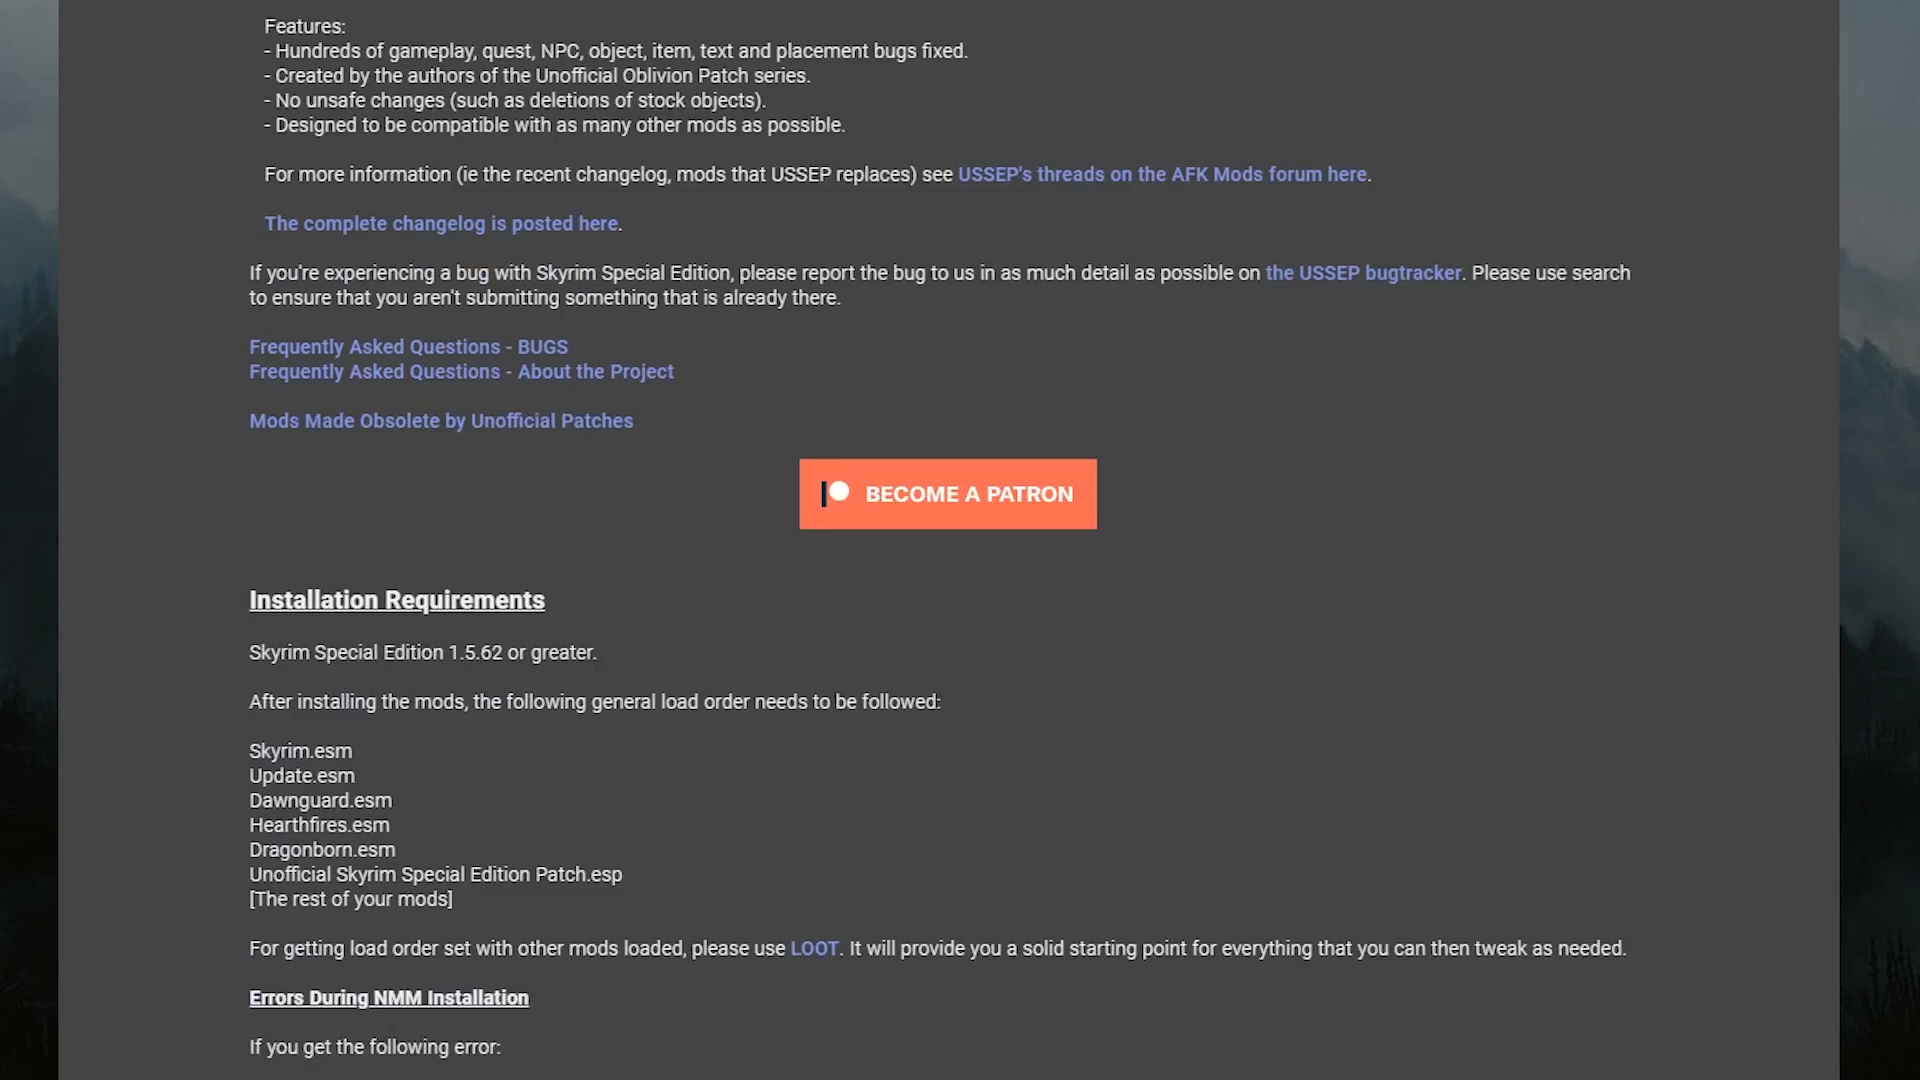 Features:
- Hundreds of gameplay, quest, NPC, object, item, text and placement bugs fixed.
- Created by the authors of the Unofficial Oblivion Patch series.
- No unsafe changes (such as deletions of stock objects).
- Designed to be compatible with as many other mods as possible.
For more information (ie the recent changelog, mods that USSEP replaces) see USSEP's threads on the AFK Mods forum here.
The complete changelog is posted here.
If you're experiencing a bug with Skyrim Special Edition, please report the bug to us in as much detail as possible on the USSEP bugtracker. Please use search
to ensure that you aren't submitting something that is already there.
Frequently Asked Questions - BUGS
Frequently Asked Questions - About the Project
Mods Made Obsolete by Unofficial Patches
BECOME A PATRON
Installation Requirements
Skyrim Special Edition 1.5.62 or greater.
After installing the mods, the following general load order needs to be followed:
Skyrim.esm
Update.esm
Dawnguard.esm
Hearthfires.esm
Dragonborn.esm
Unofficial Skyrim Special Edition Patch.esp
[The rest of your mods]
For getting load order set with other mods loaded, please use LOOT. It will provide you a solid starting point for everything that you can then tweak as needed.
Errors During NMM Installation
If you get the following error: